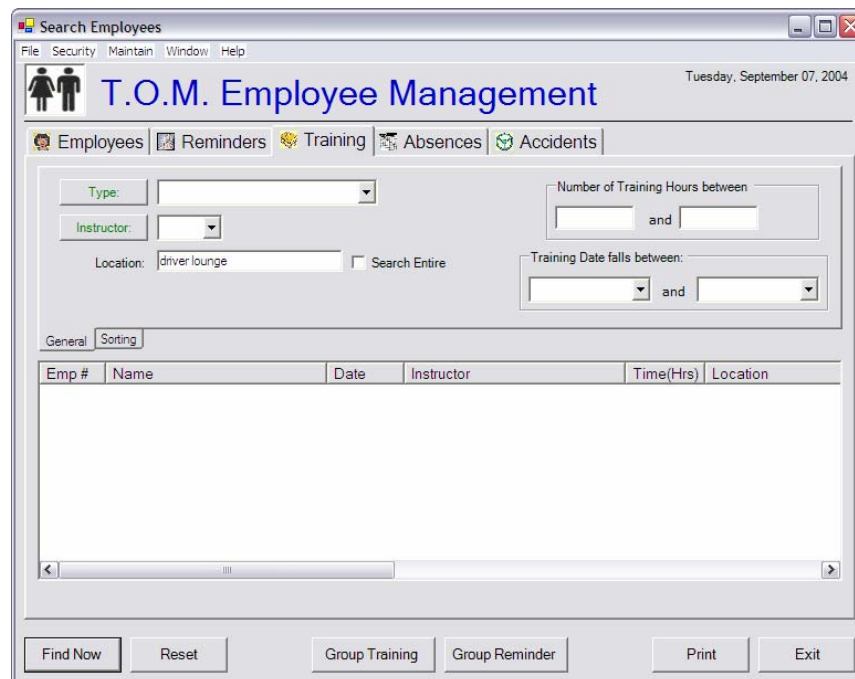 Search Employees
File Security Maintain Window Help
T.O.M. Employee Management
Tuesday, September 07, 2004
Employees Reminders Training Absences Accidents
Type:
Number of Training Hours between
and
Instructor:
Location: driver lounge Search Entire
Training Date falls between:
and
General Sorting
Emp # Name Date Instructor Time(Hrs) Location
Find Now Reset Group Training Group Reminder Print Exit